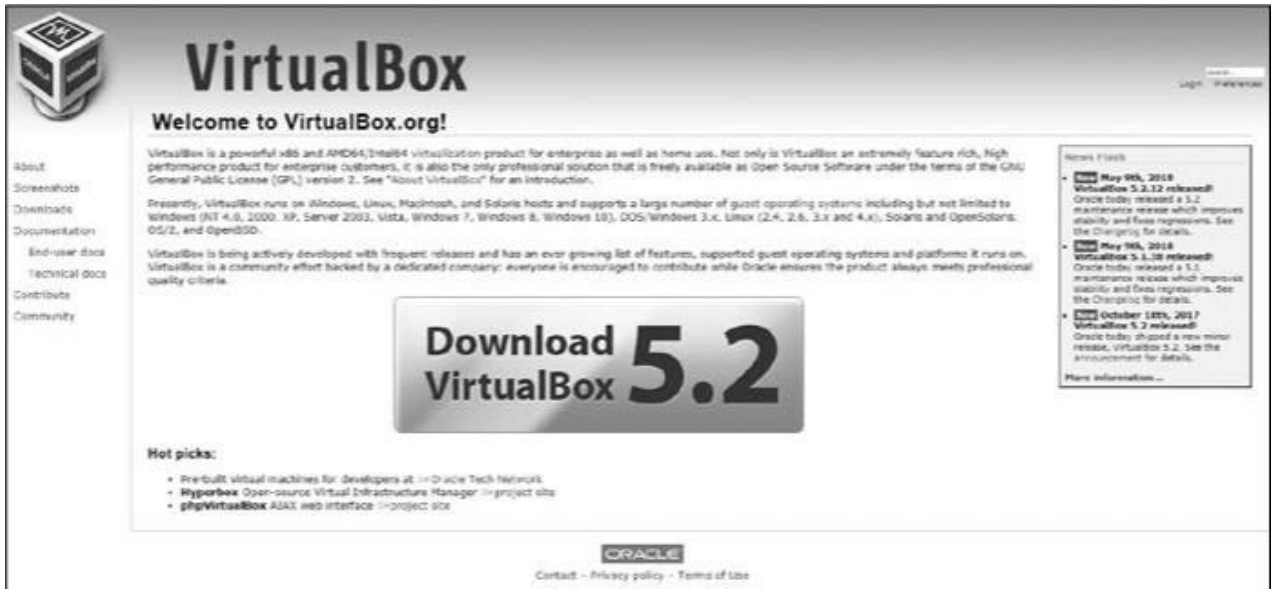 VirtualBox
ORACLE
search...
Login Preferences
Welcome to VirtualBox.org!
About
Screenshots
Downloads
Documentation
End-user docs
Technical docs
Contribute
Community
VirtualBox is a powerful x86 and AMD64/Intel64 virtualization product for enterprise as well as home use. Not only is VirtualBox an extremely feature rich, high
performance product for enterprise customers, it is also the only professional solution that is freely available as Open Source Software under the terms of the GNU
General Public License (GPL) version 2. See "About VirtualBox" for an introduction.
Presently, VirtualBox runs on Windows, Linux, Macintosh, and Solaris hosts and supports a large number of guest operating systems including but not limited to
Windows (NT 4.0, 2000, XP, Server 2003, Vista, Windows 7, Windows 8, Windows 10), DOS/Windows 3.x, Linux (2.4, 2.6, 3.x and 4.x), Solaris and OpenSolaris,
OS/2, and OpenBSD.
VirtualBox is being actively developed with frequent releases and has an ever growing list of features, supported guest operating systems and platforms it runs on.
VirtualBox is a community effort backed by a dedicated company: everyone is encouraged to contribute while Oracle ensures the product always meets professional
quality criteria.
Download
VirtualBox 5.2
Hot picks:
• Pre-built virtual machines for developers at Oracle Tech Network
• Hyperbox Open-source Virtual Infrastructure Manager project site
• phpVirtualBox AJAX web interface project site
News Flash
• New May 9th, 2018
VirtualBox 5.2.12 released!
Oracle today released a 5.2
maintenance release which improves
stability and fixes regressions. See
the Changelog for details.
• New May 9th, 2018
VirtualBox 5.1.38 released!
Oracle today released a 5.1
maintenance release which improves
stability and fixes regressions. See
the Changelog for details.
• New October 18th, 2017
VirtualBox 5.2 released!
Oracle today shipped a new minor
release, VirtualBox 5.2. See the
announcement for details.
More information...
ORACLE
Contact – Privacy policy – Terms of Use